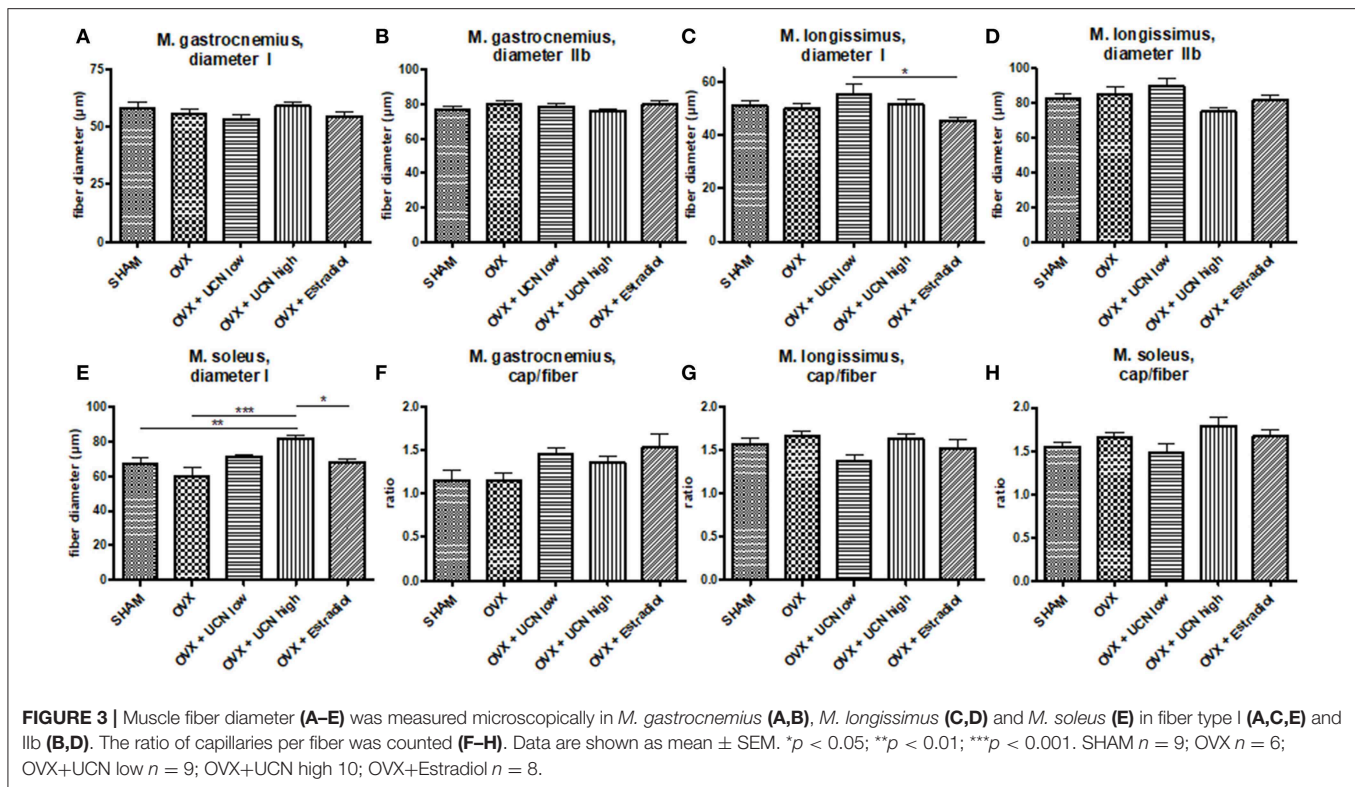 A
M. gastrocnemius,
diameter I
fiber diameter (µm)
75
50
25
0
SHAM
OVX
OVX + UCN low
OVX + UCN high
OVX + Estradiol
B
M. gastrocnemius,
diameter IIb
fiber diameter (µm)
100
80
60
40
20
0
SHAM
OVX
OVX + UCN low
OVX + UCN high
OVX + Estradiol
C
M. longissimus,
diameter I
fiber diameter (µm)
60
40
20
0
*
SHAM
OVX
OVX + UCN low
OVX + UCN high
OVX + Estradiol
D
M. longissimus,
diameter IIb
fiber diameter (µm)
100
80
60
40
20
0
SHAM
OVX
OVX + UCN low
OVX + UCN high
OVX + Estradiol
E
M. soleus,
diameter I
fiber diameter (µm)
100
80
60
40
20
0
***
*
**
SHAM
OVX
OVX + UCN low
OVX + UCN high
OVX + Estradiol
F
M. gastrocnemius,
cap/fiber
ratio
2.0
1.5
1.0
0.5
0.0
SHAM
OVX
OVX + UCN low
OVX + UCN high
OVX + Estradiol
G
M. longissimus,
cap/fiber
ratio
2.0
1.5
1.0
0.5
0.0
SHAM
OVX
OVX + UCN low
OVX + UCN high
OVX + Estradiol
H
M. soleus,
cap/fiber
ratio
2.0
1.5
1.0
0.5
0.0
SHAM
OVX
OVX + UCN low
OVX + UCN high
OVX + Estradiol
FIGURE 3 | Muscle fiber diameter (A–E) was measured microscopically in M. gastrocnemius (A,B), M. longissimus (C,D) and M. soleus (E) in fiber type I (A,C,E) and
IIb (B,D). The ratio of capillaries per fiber was counted (F–H). Data are shown as mean ± SEM. *p < 0.05; **p < 0.01; ***p < 0.001. SHAM n = 9; OVX n = 6;
OVX+UCN low n = 9; OVX+UCN high 10; OVX+Estradiol n = 8.